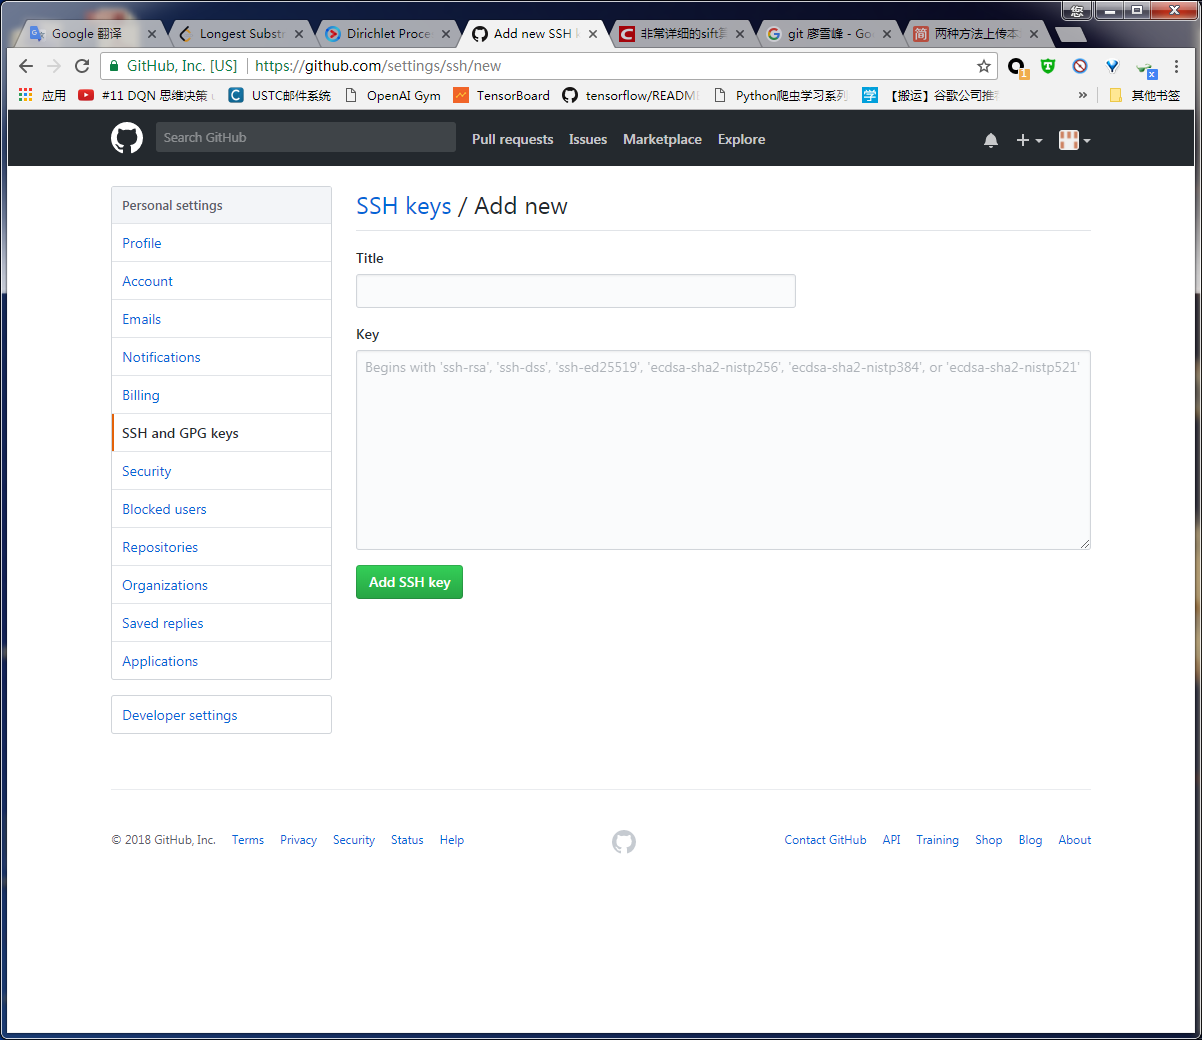 您
Google 翻译
Longest Substr
Dirichlet Proce
Add new SSH k
非常详细的sift
git 廖雪峰 - Goo
两种方法上传本
GitHub, Inc. [US]
https://github.com/settings/ssh/new
应用
#11 DQN 思维决策
USTC邮件系统
OpenAI Gym
TensorBoard
tensorflow/README
Python爬虫学习系列
【搬运】谷歌公司推
»
其他书签
Search GitHub
Pull requests
Issues
Marketplace
Explore
Personal settings
Profile
Account
Emails
Notifications
Billing
SSH and GPG keys
Security
Blocked users
Repositories
Organizations
Saved replies
Applications
Developer settings
SSH keys / Add new
Title
Key
Begins with 'ssh-rsa', 'ssh-dss', 'ssh-ed25519', 'ecdsa-sha2-nistp256', 'ecdsa-sha2-nistp384', or 'ecdsa-sha2-nistp521'
Add SSH key
© 2018 GitHub, Inc.
Terms
Privacy
Security
Status
Help
Contact GitHub
API
Training
Shop
Blog
About